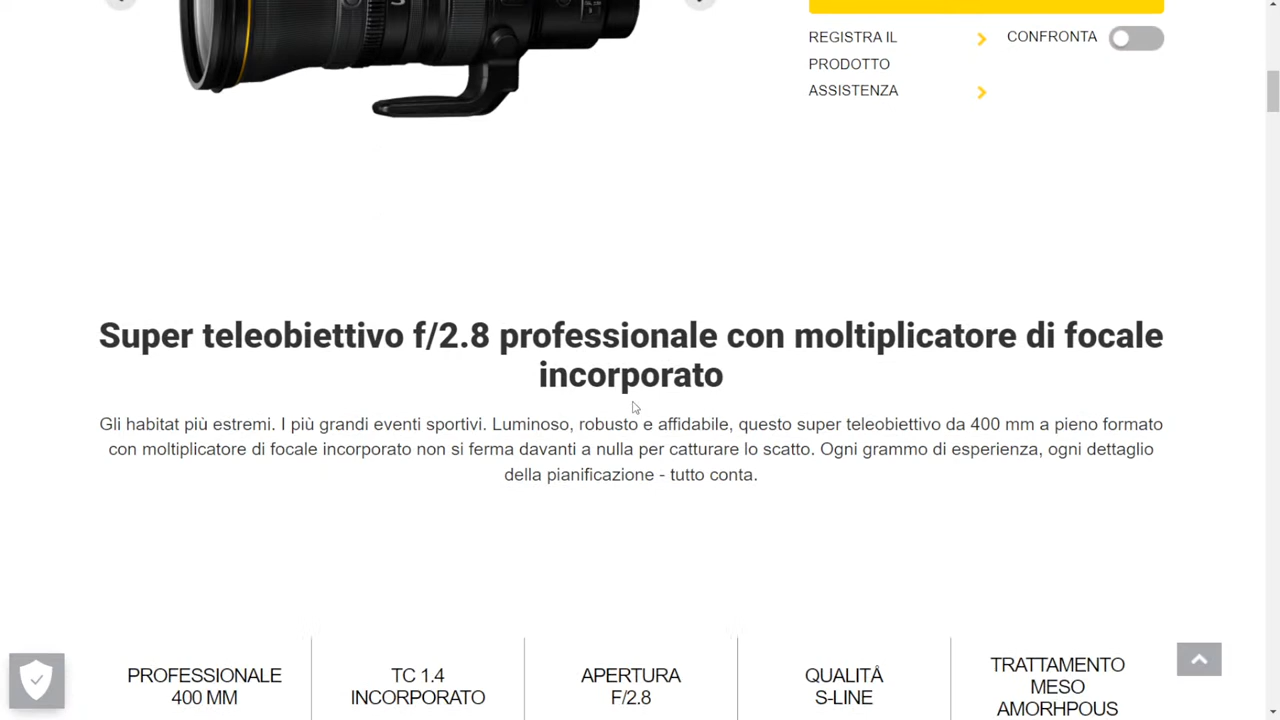 REGISTRA IL
PRODOTTO
CONFRONTA
ASSISTENZA
Super teleobiettivo f/2.8 professionale con moltiplicatore di focale
incorporato
Gli habitat più estremi. I più grandi eventi sportivi. Luminoso, robusto e affidabile, questo super teleobiettivo da 400 mm a pieno formato
con moltiplicatore di focale incorporato non si ferma davanti a nulla per catturare lo scatto. Ogni grammo di esperienza, ogni dettaglio
della pianificazione - tutto conta.
PROFESSIONALE
400 MM
TC 1.4
INCORPORATO
APERTURA
F/2.8
QUALITÅ
S-LINE
TRATTAMENTO
MESO
AMORHPOUS